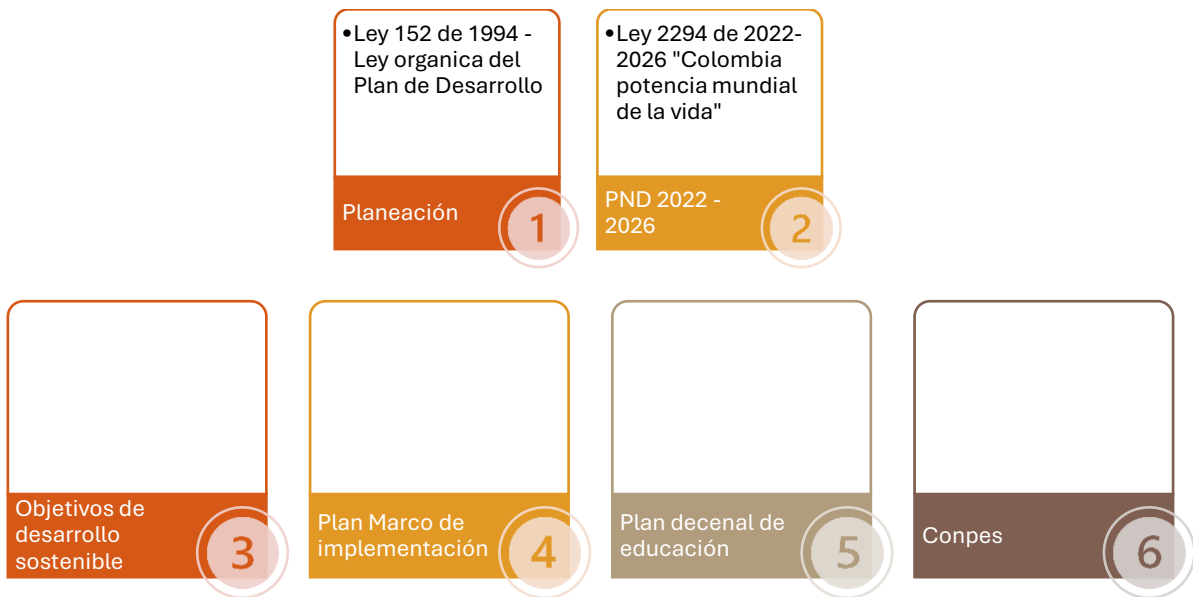 •Ley 152 de 1994 -
Ley organica del
Plan de Desarrollo
Planeación
1
•Ley 2294 de 2022-
2026 "Colombia
potencia mundial
de la vida"
PND 2022 -
2026
2
Objetivos de
desarrollo
sostenible
3
Plan Marco de
implementación
4
Plan decenal de
educación
5
Conpes
6